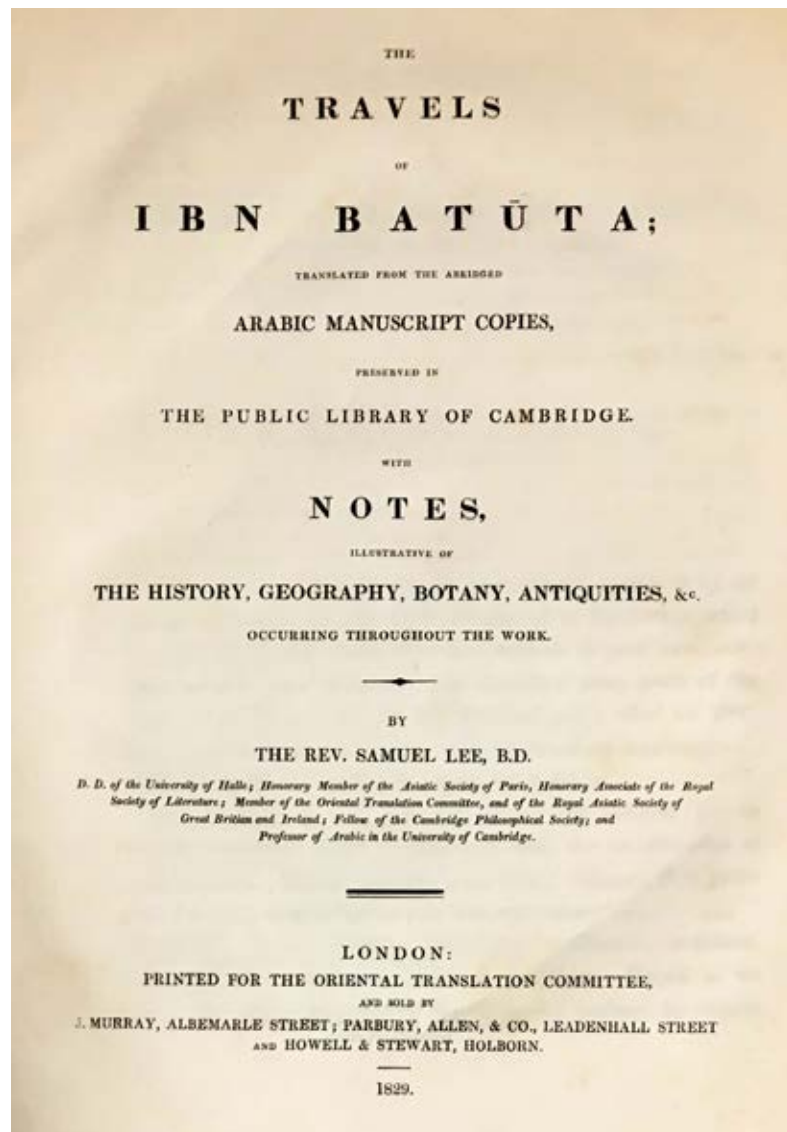 THE
TRAVELS
OF
IBN BATŪTA;
TRANSLATED FROM THE ABRIDGED
ARABIC MANUSCRIPT COPIES,
PRESERVED IN
THE PUBLIC LIBRARY OF CAMBRIDGE.
WITH
NOTES,
ILLUSTRATIVE OF
THE HISTORY, GEOGRAPHY, BOTANY, ANTIQUITIES, &c.
OCCURRING THROUGHOUT THE WORK.
BY
THE REV. SAMUEL LEE, B.D.
D. D. of the University of Halle; Honorary Member of the Asiatic Society of Paris, Honorary Associate of the Royal
Society of Literature; Member of the Oriental Translation Committee, and of the Royal Asiatic Society of
Great Britian and Ireland; Fellow of the Cambridge Philosophical Society; and
Professor of Arabic in the University of Cambridge.
LONDON:
PRINTED FOR THE ORIENTAL TRANSLATION COMMITTEE,
AND SOLD BY
J. MURRAY, ALBEMARLE STREET; PARBURY, ALLEN, & CO., LEADENHALL STREET
AND HOWELL & STEWART, HOLBORN.
1829.